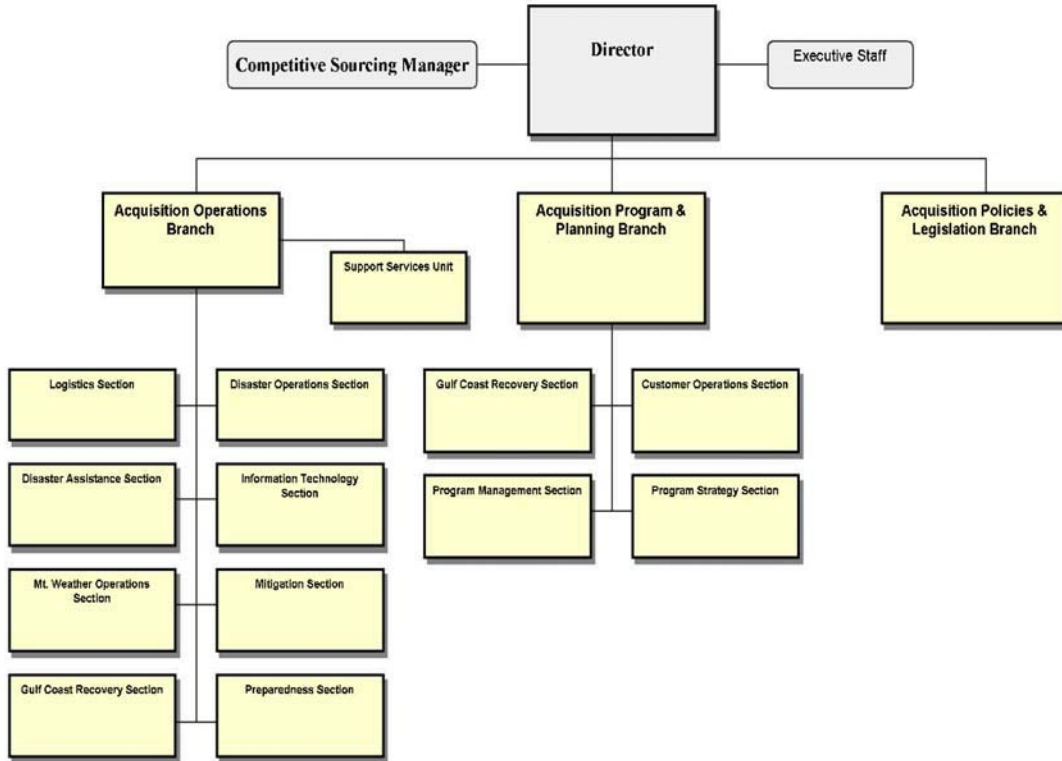 Director
Competitive Sourcing Manager
Executive Staff
Acquisition Operations
Branch
Acquisition Program &
Planning Branch
Acquisition Policies &
Legislation Branch
Support Services Unit
Logistics Section
Disaster Operations Section
Gulf Coast Recovery Section
Customer Operations Section
Disaster Assistance Section
Information Technology
Section
Program Management Section
Program Strategy Section
Mt. Weather Operations
Section
Mitigation Section
Gulf Coast Recovery Section
Preparedness Section